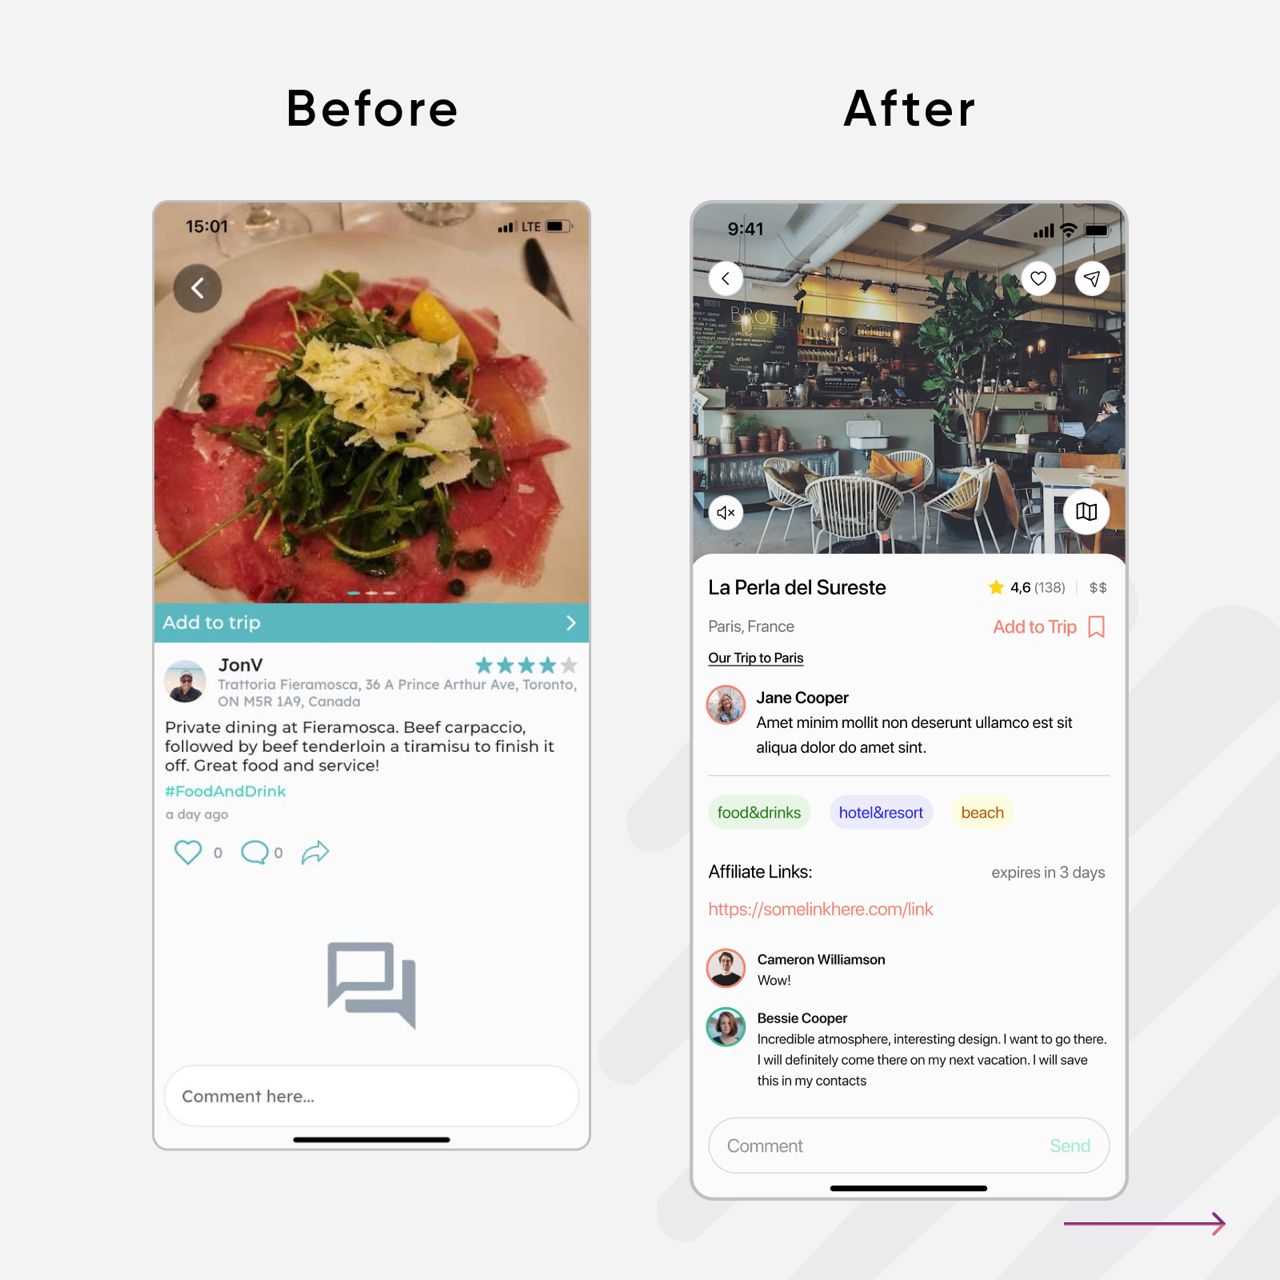 Before
After
15:01
LTE
Add to trip
JonV
Trattoria Fieramosca, 36 A Prince Arthur Ave, Toronto,
ON M5R 1A9, Canada
Private dining at Fieramosca. Beef carpaccio,
followed by beef tenderloin a tiramisu to finish it
off. Great food and service!
#FoodAndDrink
a day ago
0
0
Comment here...
9:41
BROEI
La Perla del Sureste
4,6 (138)
$$
Paris, France
Add to Trip
Our Trip to Paris
Jane Cooper
Amet minim mollit non deserunt ullamco est sit
aliqua dolor do amet sint.
food&drinks
hotel&resort
beach
Affiliate Links:
expires in 3 days
https://somelinkhere.com/link
Cameron Williamson
Wow!
Bessie Cooper
Incredible atmosphere, interesting design. I want to go there.
I will definitely come there on my next vacation. I will save
this in my contacts
Comment
Send